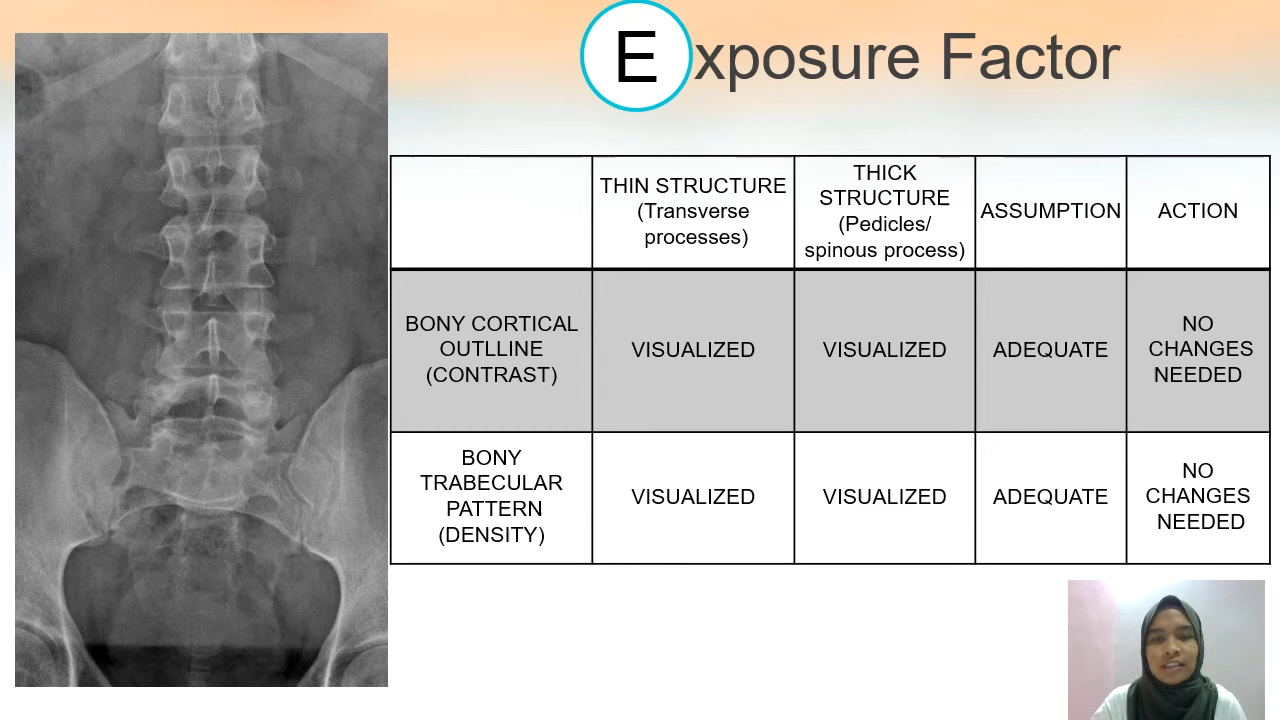 Exposure Factor
THIN STRUCTURE
(Transverse
processes)
THICK
STRUCTURE
(Pedicles/
spinous process)
ASSUMPTION
ACTION
BONY CORTICAL
OUTLLINE
(CONTRAST)
VISUALIZED
VISUALIZED
ADEQUATE
NO
CHANGES
NEEDED
BONY
TRABECULAR
PATTERN
(DENSITY)
VISUALIZED
VISUALIZED
ADEQUATE
NO
CHANGES
NEEDED